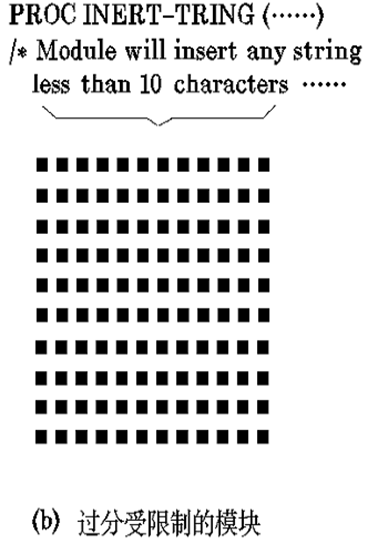 PROC INERT-TRING (……)
/* Module will insert any string
less than 10 characters ……
(b) 过分受限制的模块